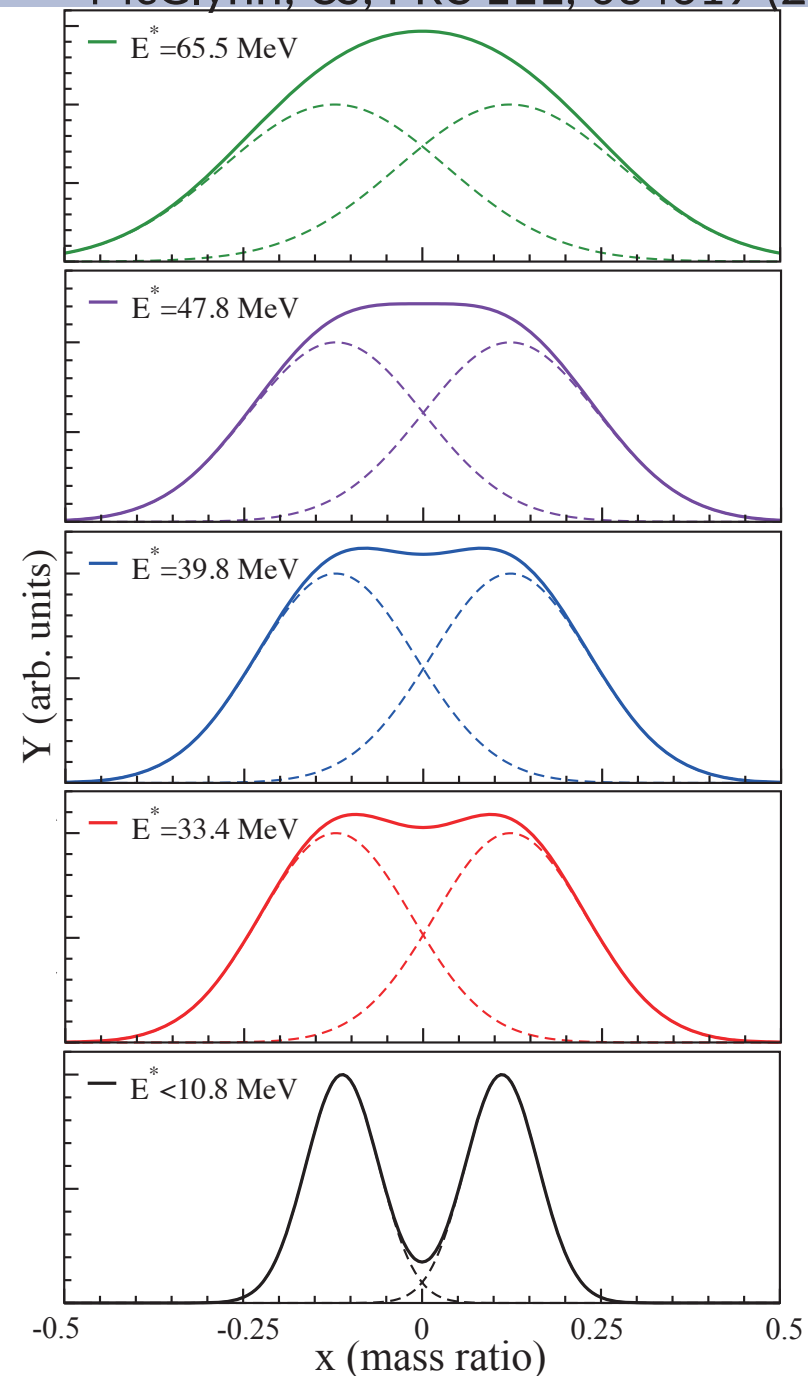 E*=65.5 MeV
E*=47.8 MeV
E*=39.8 MeV
E*=33.4 MeV
E*<10.8 MeV
Y (arb. units)
-0.5 -0.25 0 0.25 0.5
x (mass ratio)